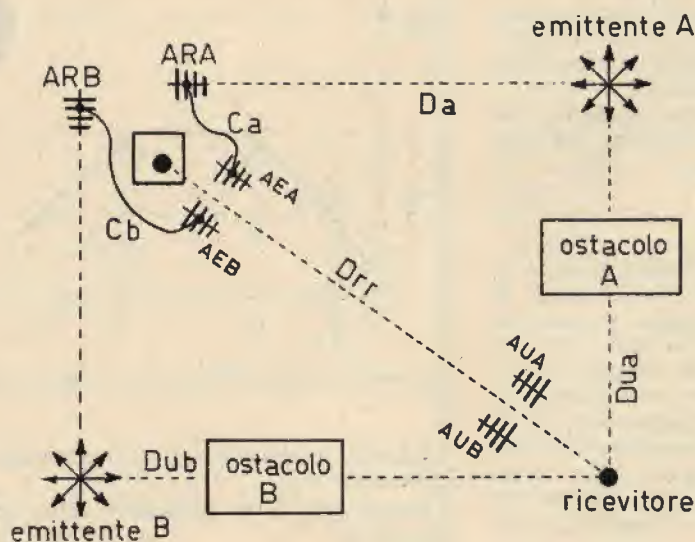 emittente A
ARA
ARB
Da
Ca
AEA
Cb
AEB
Drr
ostacolo
A
AUA
AUB
Dua
Dub
ostacolo
B
ricevitore
emittente B